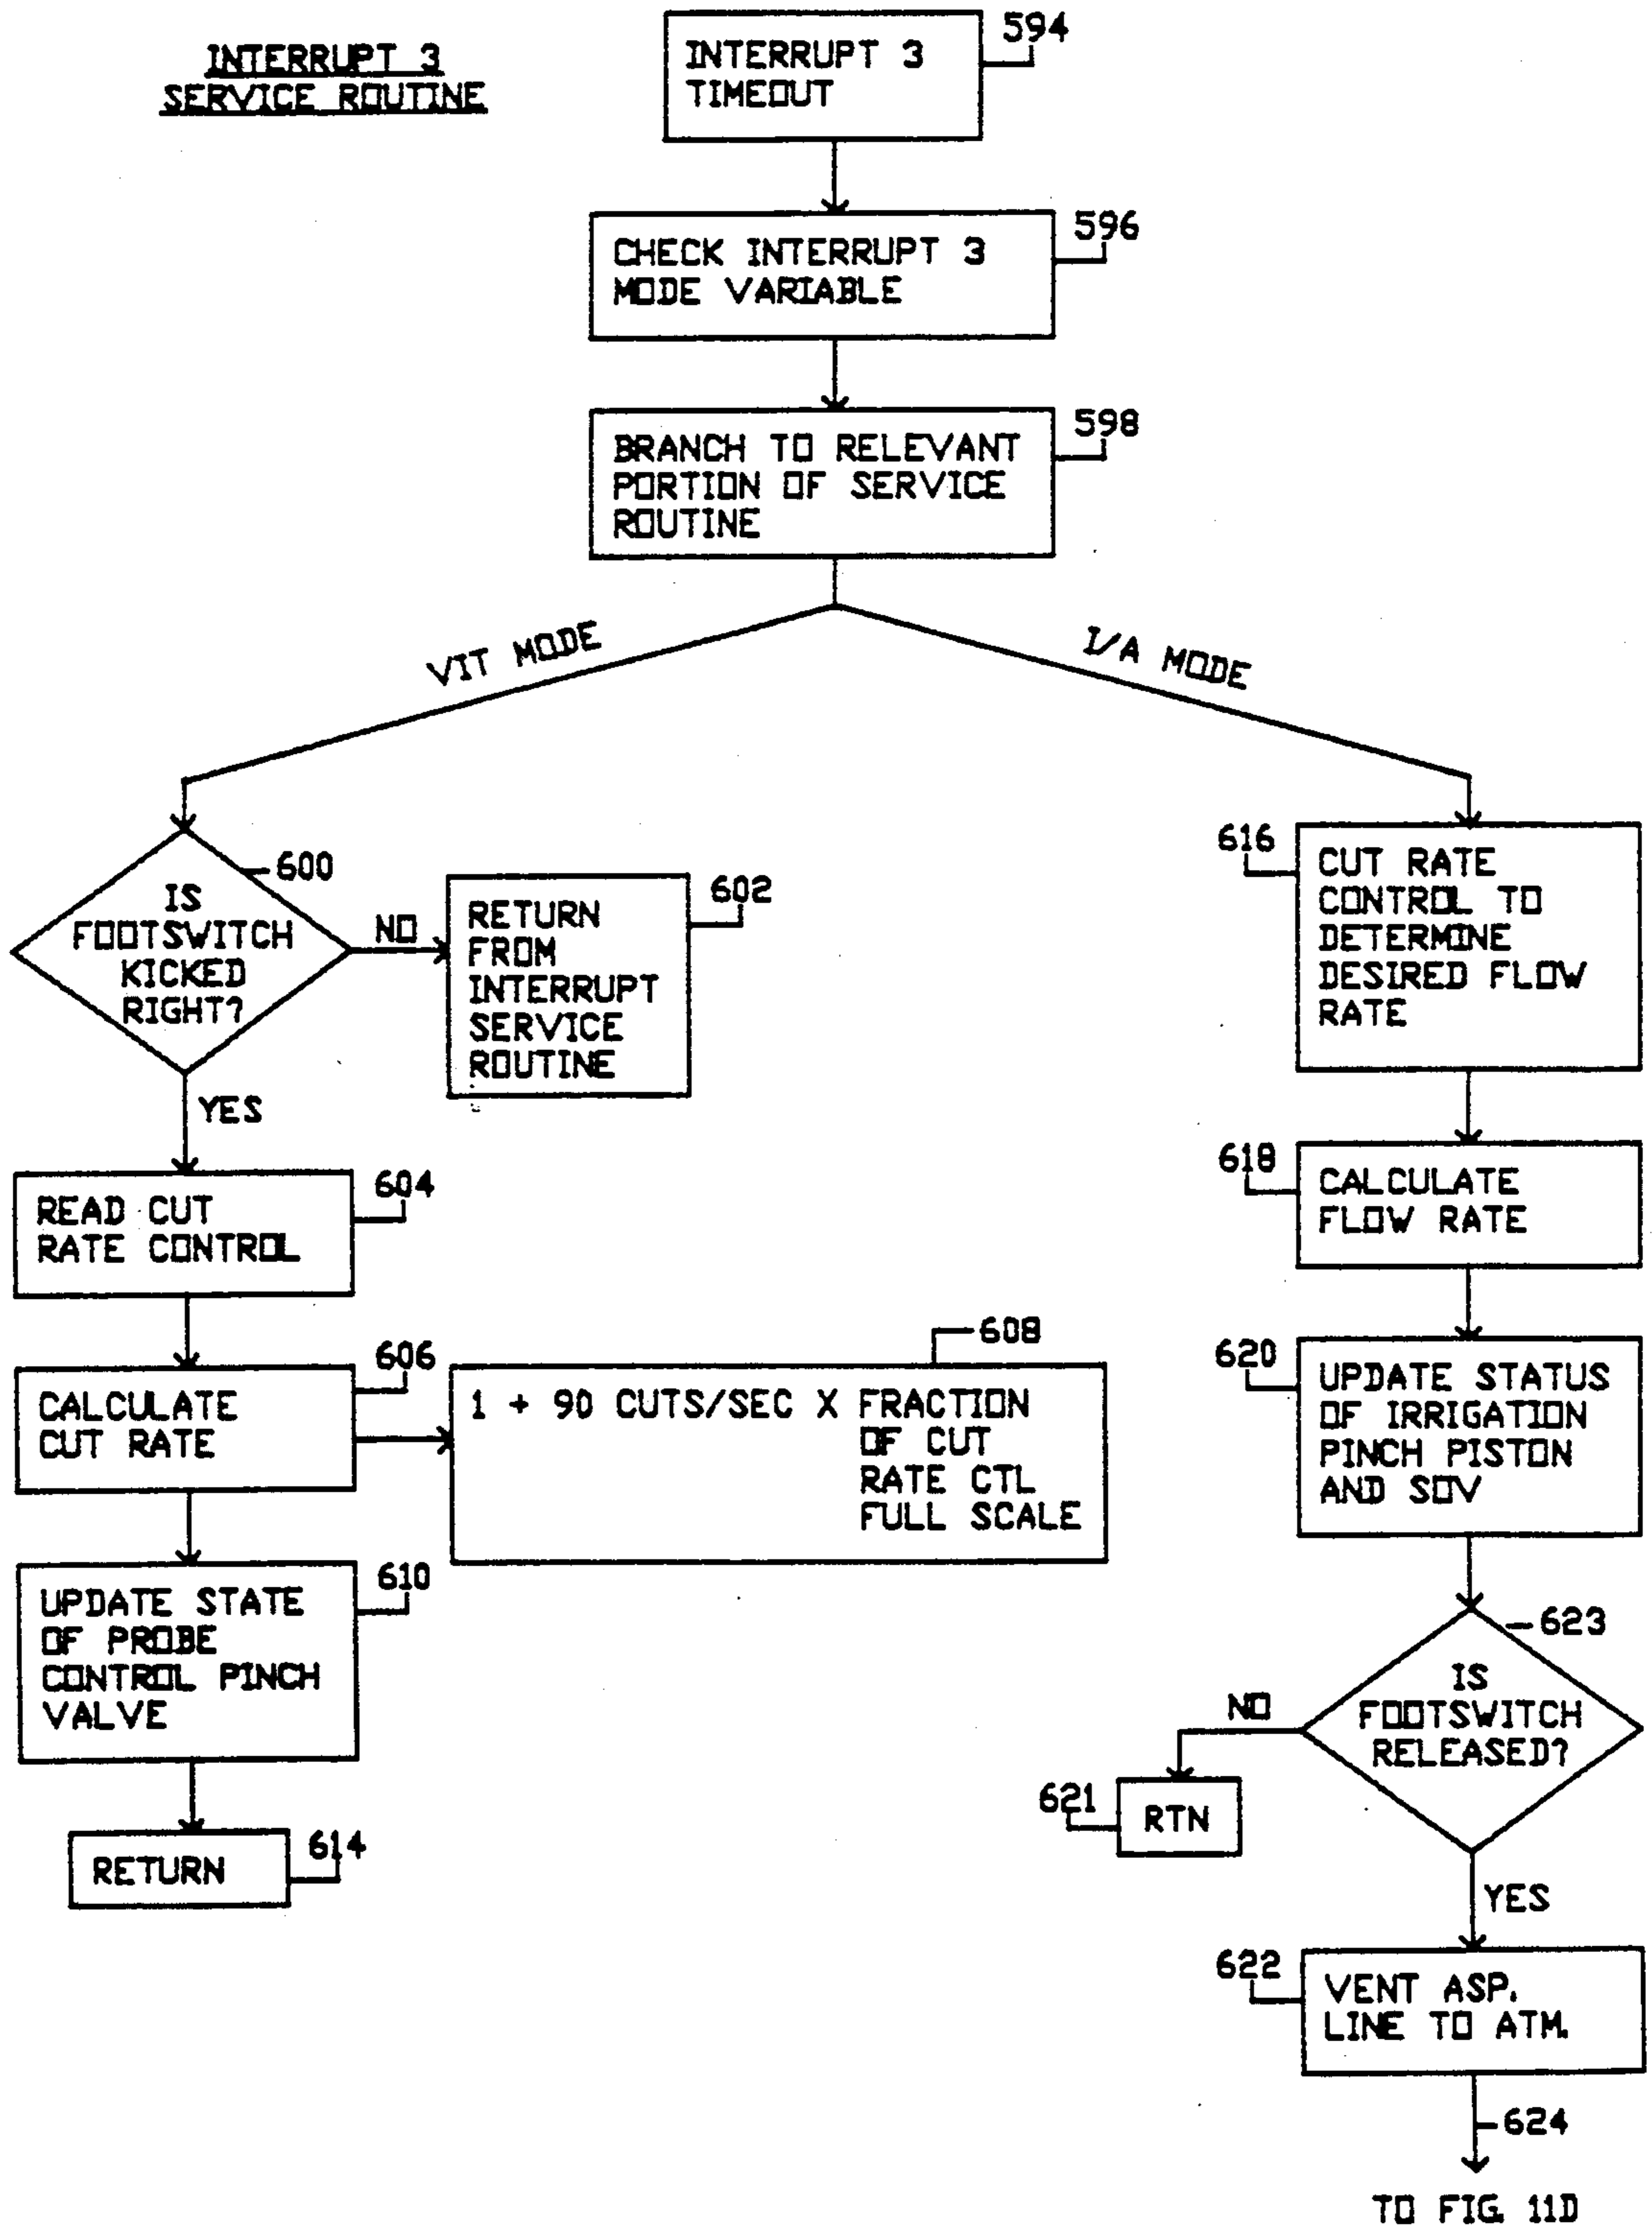 INTERRUPT 3
SERVICE ROUTINE
INTERRUPT 3
TIMEOUT
594
CHECK INTERRUPT 3
MODE VARIABLE
596
BRANCH TO RELEVANT
PORTION OF SERVICE
ROUTINE
598
VIT MODE
I/A MODE
IS
FOOTSWITCH
KICKED
RIGHT?
600
NO
RETURN
FROM
INTERRUPT
SERVICE
ROUTINE
602
YES
READ CUT
RATE CONTROL
604
CALCULATE
CUT RATE
606
1 + 90 CUTS/SEC X FRACTION
OF CUT
RATE CTL
FULL SCALE
608
UPDATE STATE
OF PROBE
CONTROL PINCH
VALVE
610
RETURN
614
616
CUT RATE
CONTROL TO
DETERMINE
DESIRED FLOW
RATE
618
CALCULATE
FLOW RATE
620
UPDATE STATUS
OF IRRIGATION
PINCH PISTON
AND SOV
623
IS
FOOTSWITCH
RELEASED?
NO
621
RTN
YES
622
VENT ASP.
LINE TO ATM.
624
TO FIG. 11D